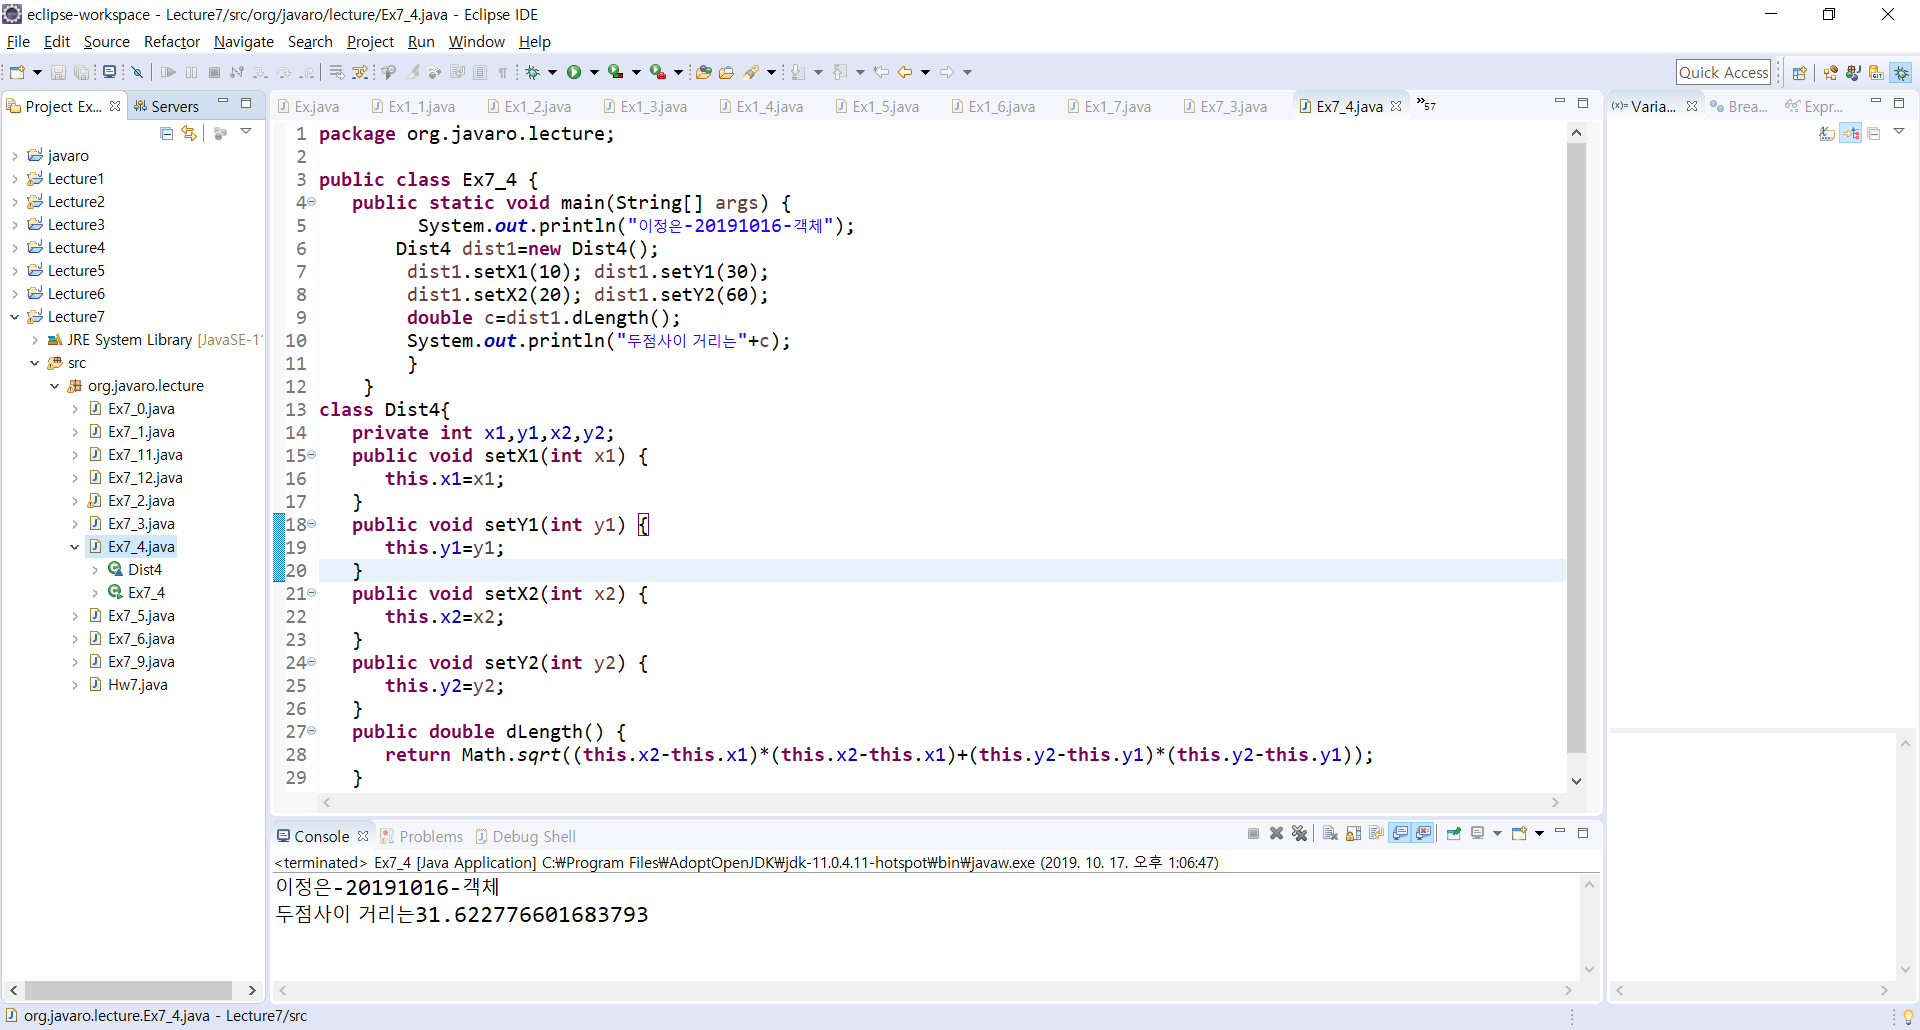 eclipse-workspace - Lecture7/src/org/javaro/lecture/Ex7_4.java - Eclipse IDE
File Edit Source Refactor Navigate Search Project Run Window Help
Quick Access
Project Ex... Servers
javaro
Lecture1
Lecture2
Lecture3
Lecture4
Lecture5
Lecture6
Lecture7
JRE System Library [JavaSE-1
src
org.javaro.lecture
Ex7_0.java
Ex7_1.java
Ex7_11.java
Ex7_12.java
Ex7_2.java
Ex7_3.java
Ex7_4.java
Dist4
Ex7_4
Ex7_5.java
Ex7_6.java
Ex7_9.java
Hw7.java
Ex.java Ex1_1.java Ex1_2.java Ex1_3.java Ex1_4.java Ex1_5.java Ex1_6.java Ex1_7.java Ex7_3.java Ex7_4.java »57
1 package org.javaro.lecture;
2
3 public class Ex7_4 {
4 public static void main(String[] args) {
5 System.out.println("이정은-20191016-객체");
6 Dist4 dist1=new Dist4();
7 dist1.setX1(10); dist1.setY1(30);
8 dist1.setX2(20); dist1.setY2(60);
9 double c=dist1.dLength();
10 System.out.println("두점사이 거리는"+c);
11 }
12 }
13 class Dist4{
14 private int x1,y1,x2,y2;
15 public void setX1(int x1) {
16 this.x1=x1;
17 }
18 public void setY1(int y1) {
19 this.y1=y1;
20 }
21 public void setX2(int x2) {
22 this.x2=x2;
23 }
24 public void setY2(int y2) {
25 this.y2=y2;
26 }
27 public double dLength() {
28 return Math.sqrt((this.x2-this.x1)*(this.x2-this.x1)+(this.y2-this.y1)*(this.y2-this.y1));
29 }
(x)= Varia... Brea... Expr...
Console Problems Debug Shell
<terminated> Ex7_4 [Java Application] C:₩Program Files₩AdoptOpenJDK₩jdk-11.0.4.11-hotspot₩bin₩javaw.exe (2019. 10. 17. 오후 1:06:47)
이정은-20191016-객체
두점사이 거리는31.622776601683793
org.javaro.lecture.Ex7_4.java - Lecture7/src